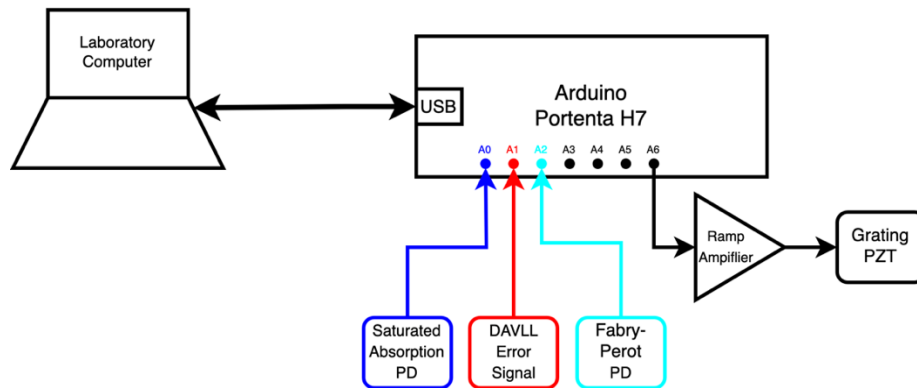 Laboratory
Computer
USB
Arduino
Portenta H7
A0 A1 A2 A3 A4 A5 A6
Ramp
Ampiflier
Grating
PZT
Saturated
Absorption
PD
DAVLL
Error
Signal
Fabry-
Perot
PD